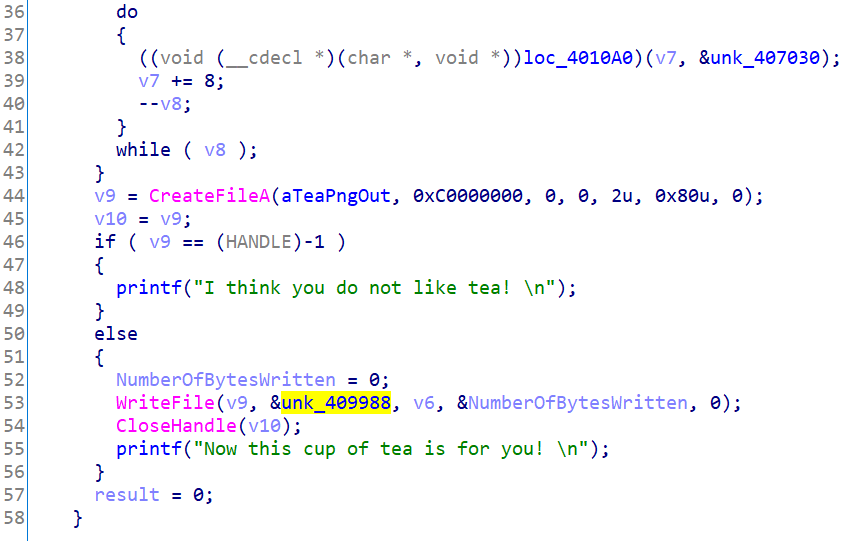 36 do
37 {
38 ((void (__cdecl *)(char *, void *))loc_4010A0)(v7, &unk_407030);
39 v7 += 8;
40 --v8;
41 }
42 while ( v8 );
43 }
44 v9 = CreateFileA(aTeaPngOut, 0xC0000000, 0, 0, 2u, 0x80u, 0);
45 v10 = v9;
46 if ( v9 == (HANDLE)-1 )
47 {
48 printf("I think you do not like tea! \n");
49 }
50 else
51 {
52 NumberOfBytesWritten = 0;
53 WriteFile(v9, &unk_409988, v6, &NumberOfBytesWritten, 0);
54 CloseHandle(v10);
55 printf("Now this cup of tea is for you! \n");
56 }
57 result = 0;
58 }